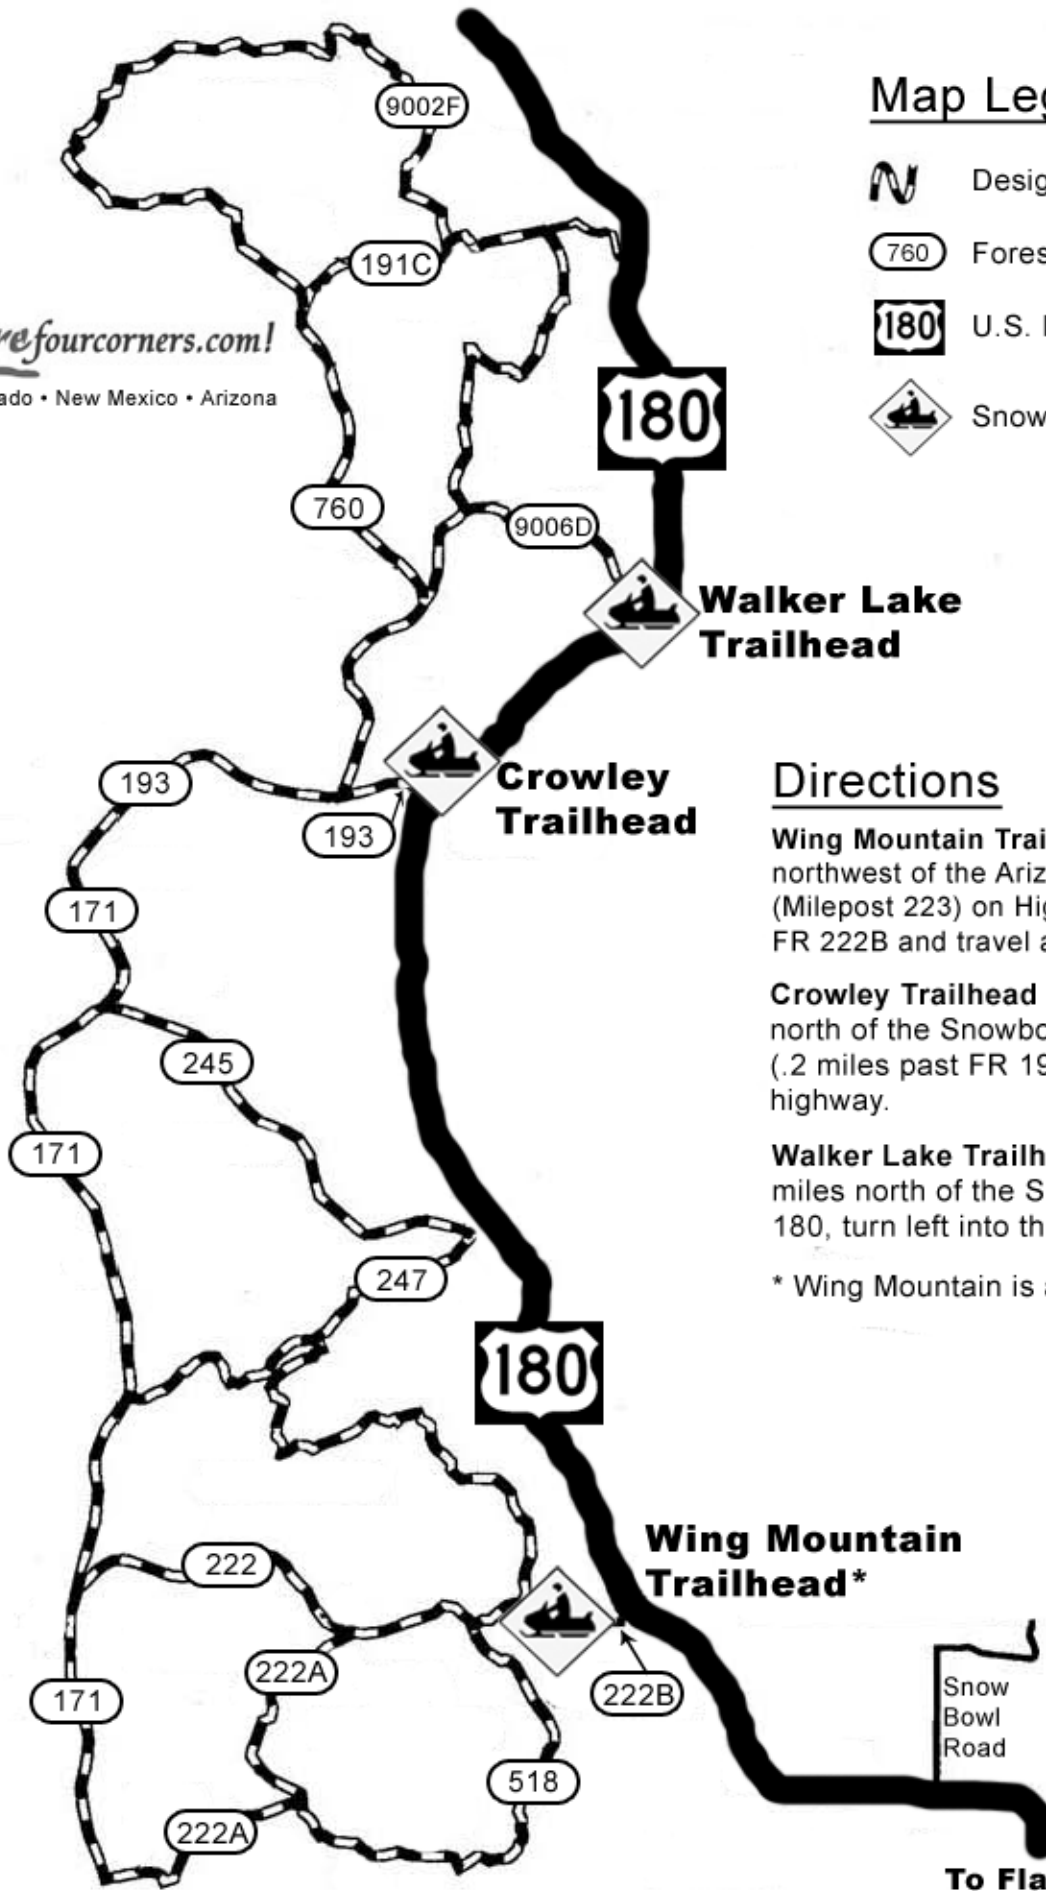 Map Leg
Desig
760
Fores
180
U.S.
Snow
9002F
191C
fourcorners.com!
ado • New Mexico • Arizona
180
760
9006D
Walker Lake
Trailhead
Crowley
Trailhead
193
193
171
245
171
247
180
Directions
Wing Mountain Trai
northwest of the Ariz
(Milepost 223) on Hig
FR 222B and travel a
Crowley Trailhead
north of the Snowbo
(.2 miles past FR 19
highway.
Walker Lake Trailh
miles north of the S
180, turn left into th
* Wing Mountain is a
Wing Mountain
Trailhead*
222
222A
222B
171
518
222A
Snow
Bowl
Road
To Fla